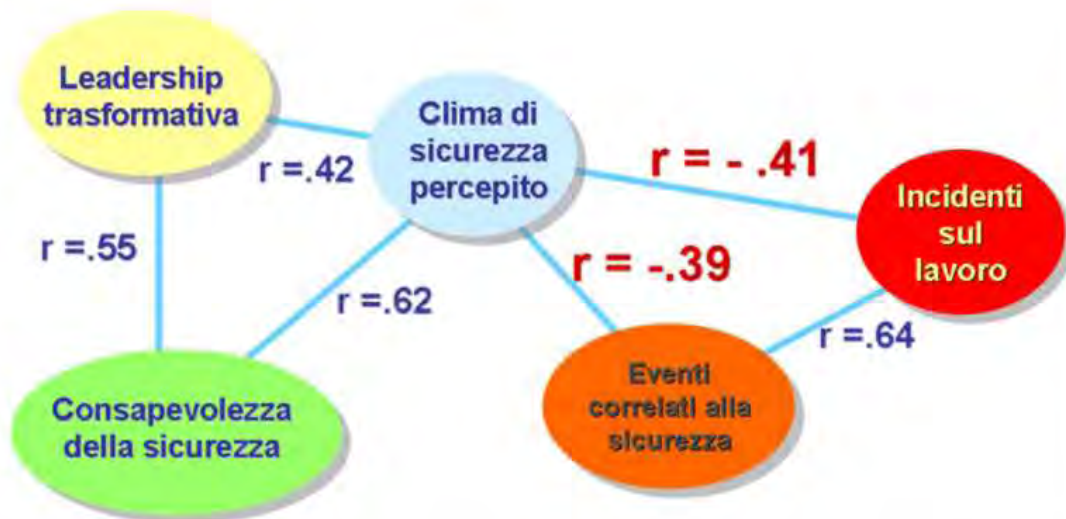 Leadership
trasformativa
Clima di
sicurezza
percepito
r =.42
r = - .41
Incidenti
sul
lavoro
r =.55
r = -.39
r =.62
r =.64
Eventi
correlati alla
sicurezza
Consapevolezza
della sicurezza